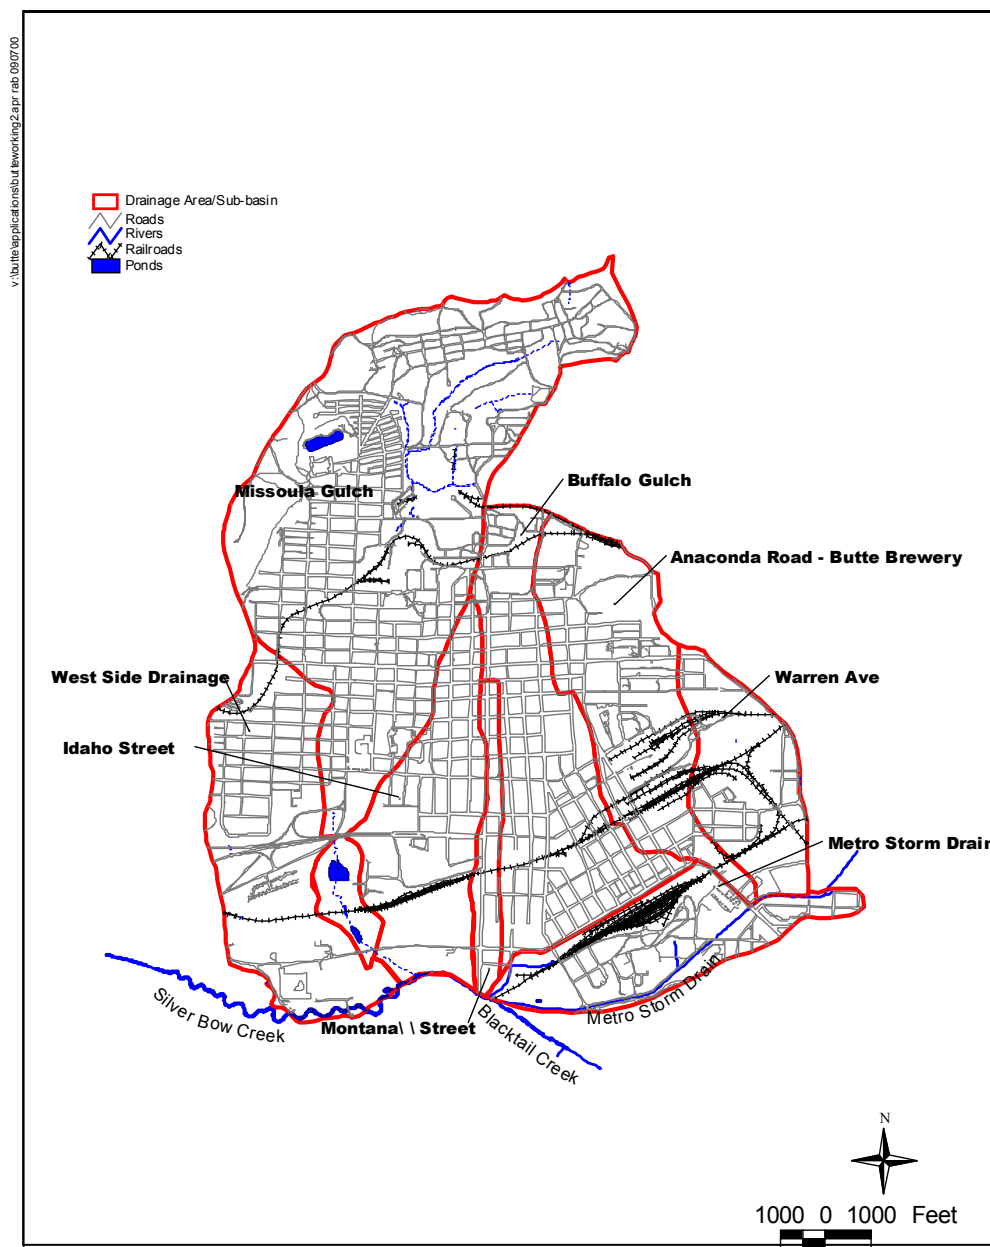 v:\butte\applications\butteworking2.apr rab 090700
Drainage Area/Sub-basin
Roads
Rivers
Railroads
Ponds
Buffalo Gulch
Missoula Gulch
Anaconda Road - Butte Brewery
West Side Drainage
Warren Ave
Idaho Street
Metro Storm Drain
Metro Storm Drain
Silver Bow Creek
Montana\ \ Street
Blacktail Creek
N
1000 0 1000 Feet